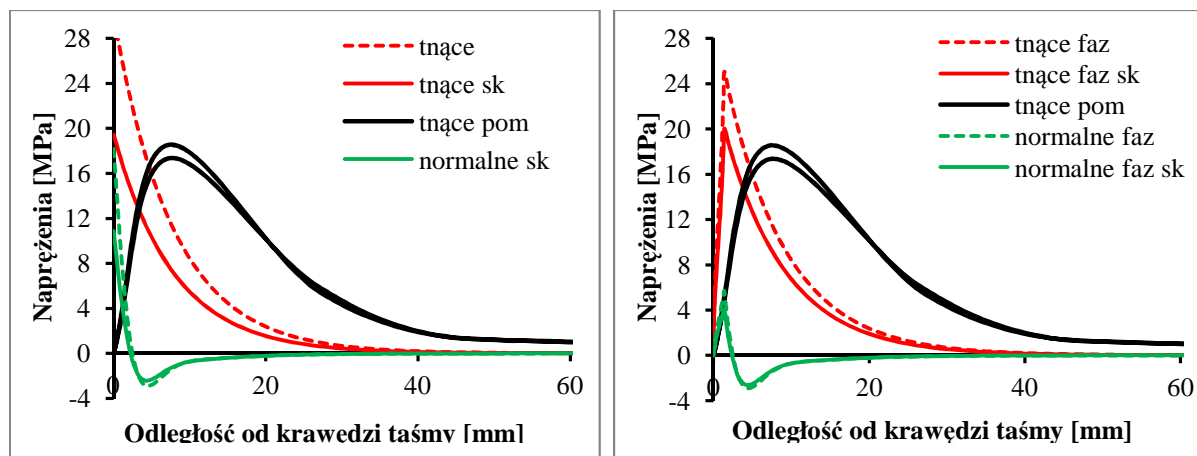 28
24
20
16
12
8
4
0
-4
Naprężenia [MPa]
tnące
tnące sk
tnące pom
normalne sk
0
20
40
60
Odległość od krawędzi taśmy [mm]
28
24
20
16
12
8
4
0
-4
Naprężenia [MPa]
tnące faz
tnące faz sk
tnące pom
normalne faz
normalne faz sk
0
20
40
60
Odległość od krawędzi taśmy [mm]